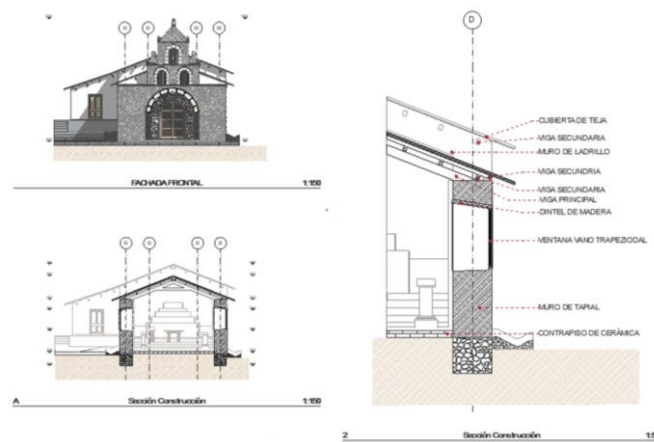 FACHADA FRONTAL 1:150
A Sección Construcción 1:150
D
CUBIERTA DE TEJA
VIGA SECUNDARIA
MURO DE LADRILLO
VIGA SECUNDRIA
VIGA SECUNDARIA
VIGA PRINCIPAL
DINTEL DE MADERA
VENTANA VANO TRAPEZIODAL
MURO DE TAPIAL
CONTRAPISO DE CERÁMICA
2 Sección Construcción